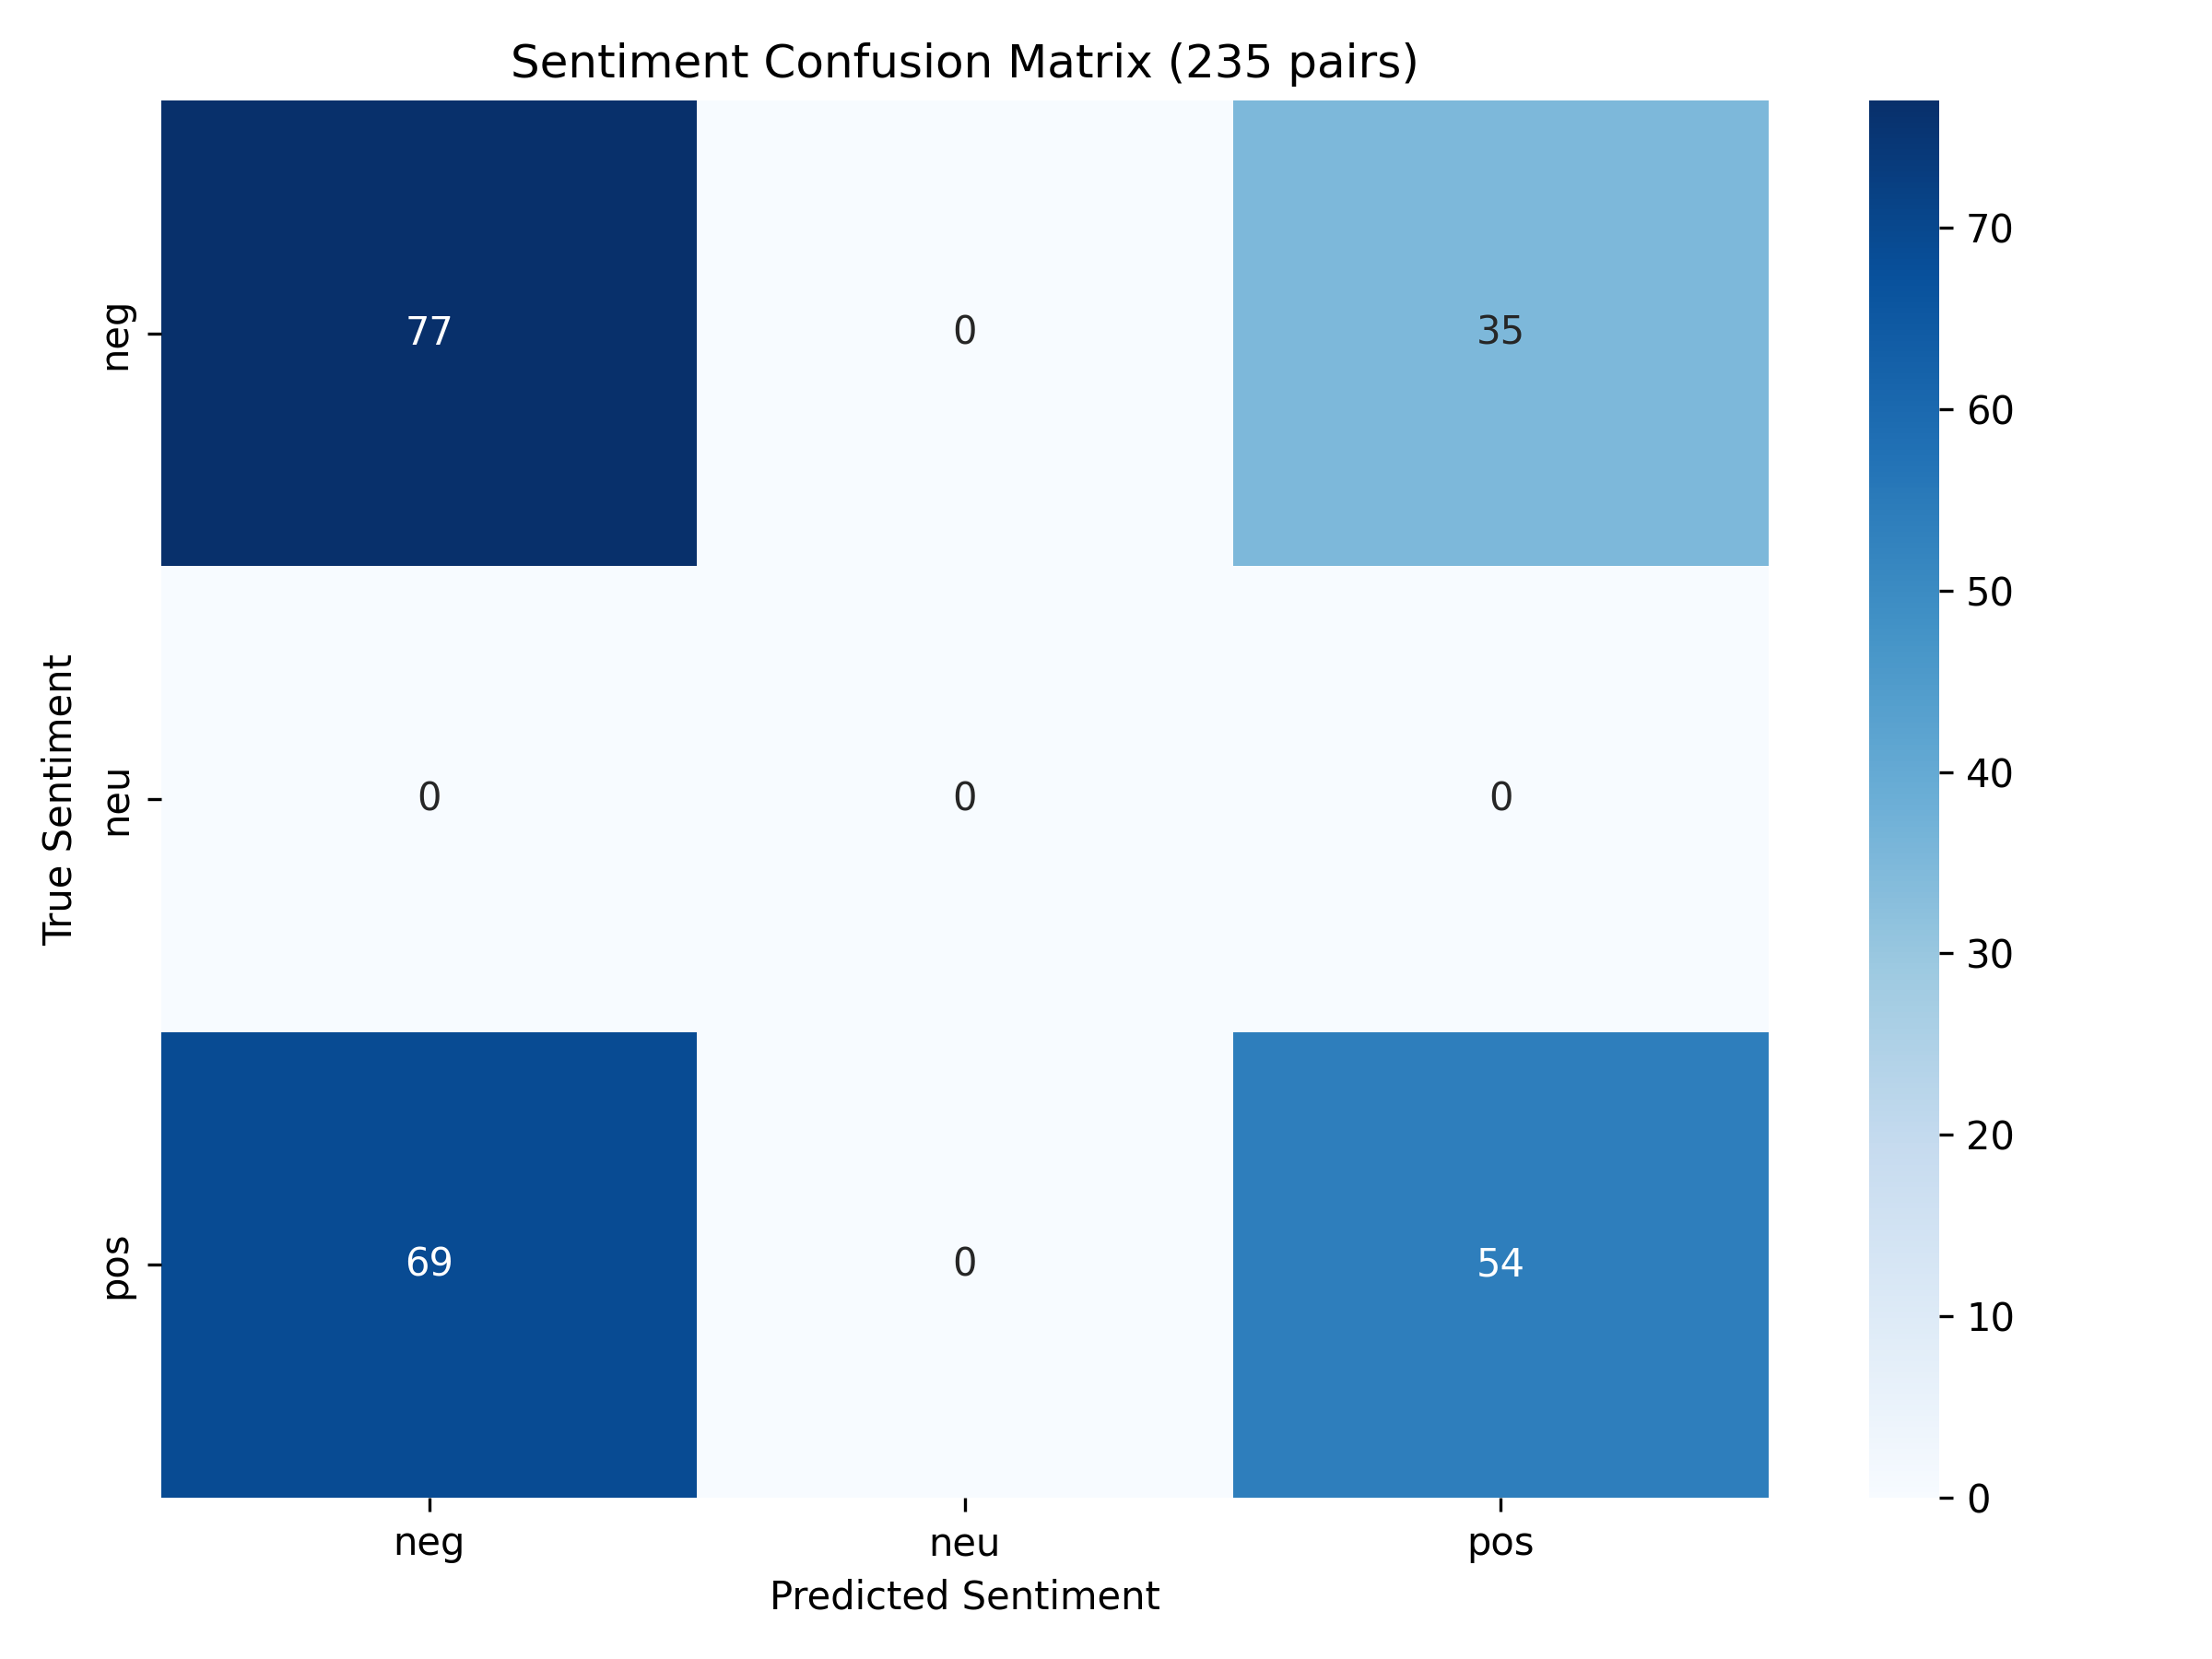 Sentiment Confusion Matrix (235 pairs)
True Sentiment
neg
77
0
35
neu
0
0
0
pos
69
0
54
neg
neu
pos
Predicted Sentiment
70
60
50
40
30
20
10
0